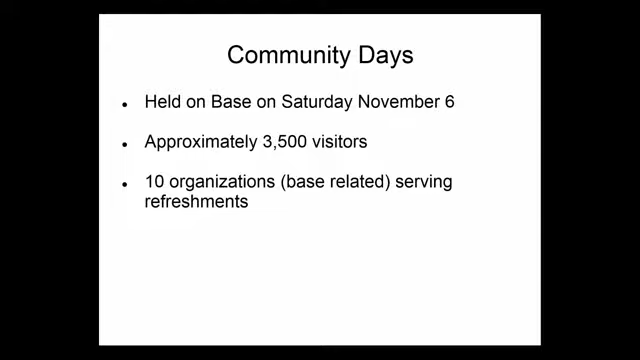 Community Days
• Held on Base on Saturday November 6
• Approximately 3,500 visitors
• 10 organizations (base related) serving
refreshments